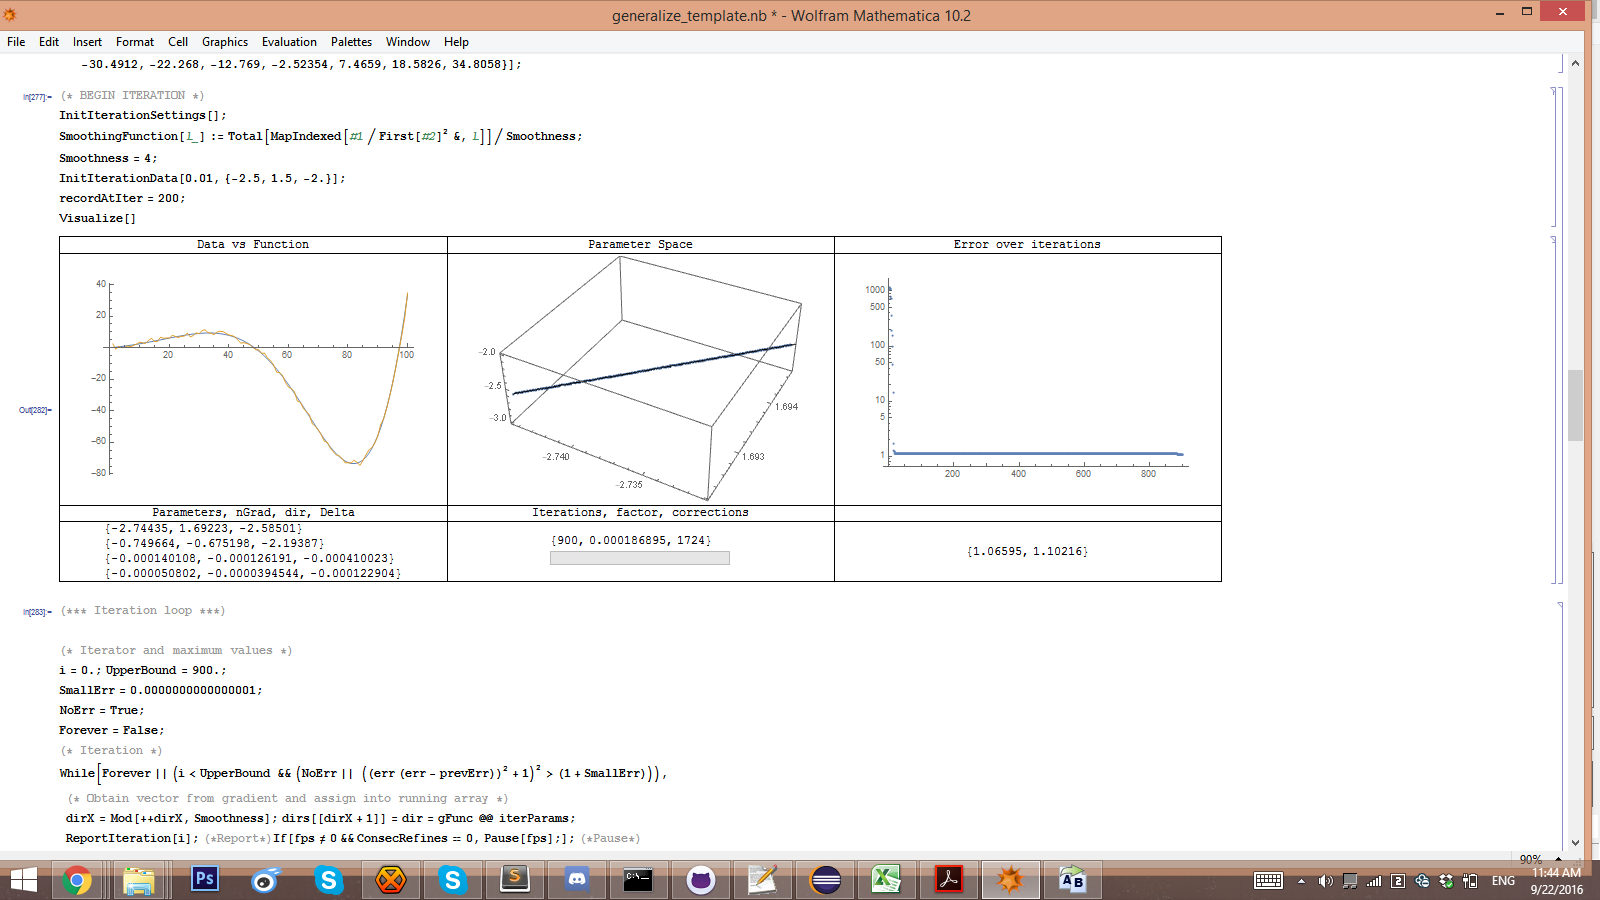 generalize_template.nb * - Wolfram Mathematica 10.2
File Edit Insert Format Cell Graphics Evaluation Palettes Window Help
-30.4912, -22.268, -12.769, -2.52354, 7.4659, 18.5826, 34.8058}];
In[277]:= (* BEGIN ITERATION *)
InitIterationSettings[];
SmoothingFunction[L_] := Total[MapIndexed[#1 / First[#2]² &, L]] / Smoothness;
Smoothness = 4;
InitIterationData[0.01, {-2.5, 1.5, -2.}];
recordAtIter = 200;
Visualize[]
Data vs Function Parameter Space Error over iterations
40
20
20 40 60 80 100
-20
-40
-60
-80
-2.0
-2.5
-3.0
-2.740
-2.735
1.694
1.693
1000
500
100
50
10
5
1
200 400 600 800
Out[282]=
Parameters, nGrad, dir, Delta Iterations, factor, corrections
{-2.74435, 1.69223, -2.58501}
{-0.749664, -0.675198, -2.19387}
{-0.000140108, -0.000126191, -0.000410023}
{-0.000050802, -0.0000394544, -0.000122904}
{900, 0.000186895, 1724}
{1.06595, 1.10216}
In[283]:= (*** Iteration loop ***)
(* Iterator and maximum values *)
i = 0.; UpperBound = 900.;
SmallErr = 0.0000000000000001;
NoErr = True;
Forever = False;
(* Iteration *)
While[Forever || (i < UpperBound && (NoErr || ((err (err - prevErr))² + 1)² > (1 + SmallErr))),
(* Obtain vector from gradient and assign into running array *)
dirX = Mod[++dirX, Smoothness]; dirs[[dirX + 1]] = dir = gFunc @@ iterParams;
ReportIteration[i]; (*Report*) If[fps ≠ 0 && ConsecRefines == 0, Pause[fps];]; (*Pause*)
90%
Ps
S
S
S
C:\
A B
2
ENG
11:44 AM
9/22/2016